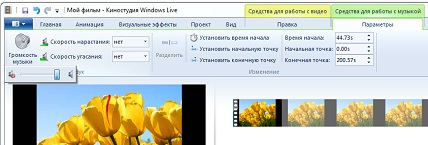 Мой фильм - Киностудия Windows Live
Средства для работы с видео
Средства для работы с музыкой
Главная Анимация Визуальные эффекты Проект Вид Правка Параметры
Громкость музыки
Скорость нарастания: нет
Скорость угасания: нет
Разделить
Установить время начала
Установить начальную точку
Установить конечную точку
Время начала: 44.73s
Начальная точка: 0.00s
Конечная точка: 200.57s
Изменение